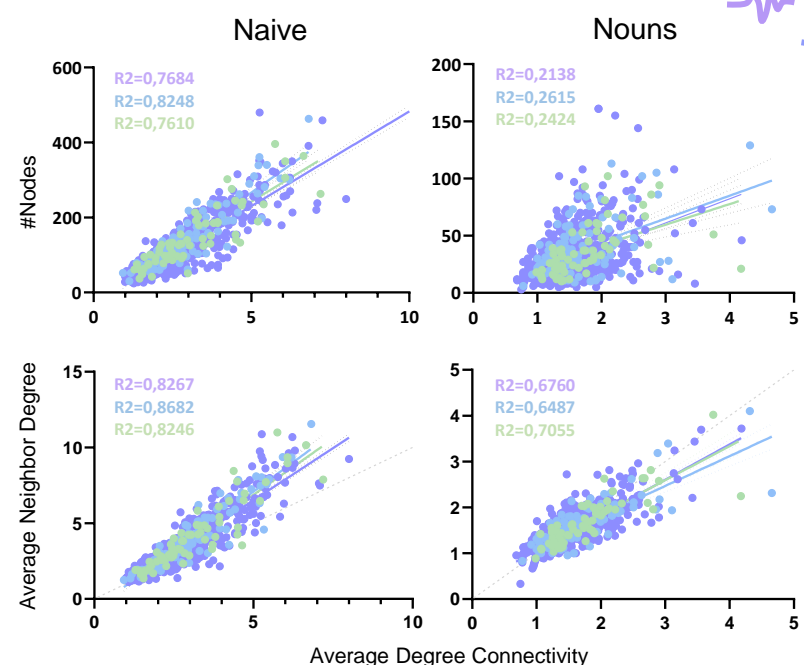 Naive
Nouns
#Nodes
600
400
200
0
0
5
10
R2=0,7684
R2=0,8248
R2=0,7610
200
150
100
50
0
0
1
2
3
4
5
R2=0,2138
R2=0,2615
R2=0,2424
Average Neighbor Degree
15
10
5
0
0
5
10
R2=0,8267
R2=0,8682
R2=0,8246
5
4
3
2
1
0
0
1
2
3
4
5
R2=0,6760
R2=0,6487
R2=0,7055
Average Degree Connectivity